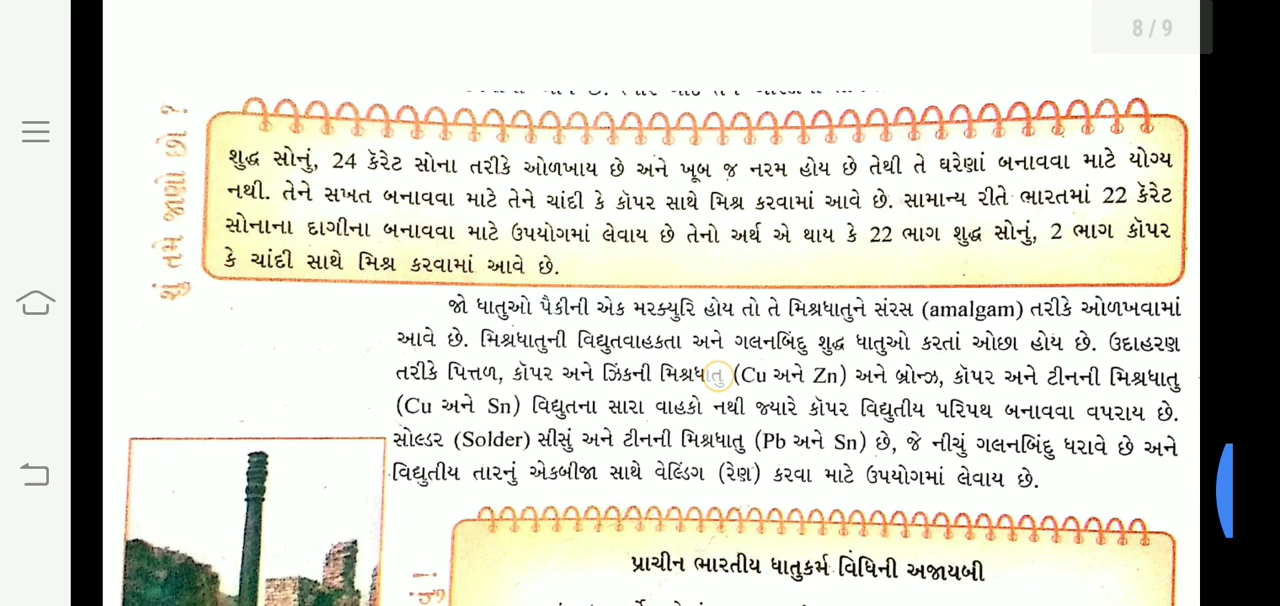 8 / 9
શું તમે જાણો છો ?
શુદ્ધ સોનું, 24 કૅરેટ સોના તરીકે ઓળખાય છે અને ખૂબ જ નરમ હોય છે તેથી તે ઘરેણાં બનાવવા માટે યોગ્ય
નથી. તેને સખત બનાવવા માટે તેને ચાંદી કે કૉપર સાથે મિશ્ર કરવામાં આવે છે. સામાન્ય રીતે ભારતમાં 22 કૅરેટ
સોનાના દાગીના બનાવવા માટે ઉપયોગમાં લેવાય છે તેનો અર્થ એ થાય કે 22 ભાગ શુદ્ધ સોનું, 2 ભાગ કૉપર
કે ચાંદી સાથે મિશ્ર કરવામાં આવે છે.
જો ધાતુઓ પૈકીની એક મરક્યુરિ હોય તો તે મિશ્રધાતુને સંરસ (amalgam) તરીકે ઓળખવામાં
આવે છે. મિશ્રધાતુની વિદ્યુતવાહકતા અને ગલનબિંદુ શુદ્ધ ધાતુઓ કરતાં ઓછા હોય છે. ઉદાહરણ
તરીકે પિત્તળ, કૉપર અને ઝિંકની મિશ્રધાતુ (Cu અને Zn) અને બ્રોન્ઝ, કૉપર અને ટીનની મિશ્રધાતુ
(Cu અને Sn) વિદ્યુતના સારા વાહકો નથી જ્યારે કૉપર વિદ્યુતીય પરિપથ બનાવવા વપરાય છે.
સોલ્ડર (Solder) સીસું અને ટીનની મિશ્રધાતુ (Pb અને Sn) છે, જે નીચું ગલનબિંદુ ધરાવે છે અને
વિદ્યુતીય તારનું એકબીજા સાથે વેલ્ડિંગ (રેણ) કરવા માટે ઉપયોગમાં લેવાય છે.
પ્રાચીન ભારતીય ધાતુકર્મ વિધિની અજાયબી